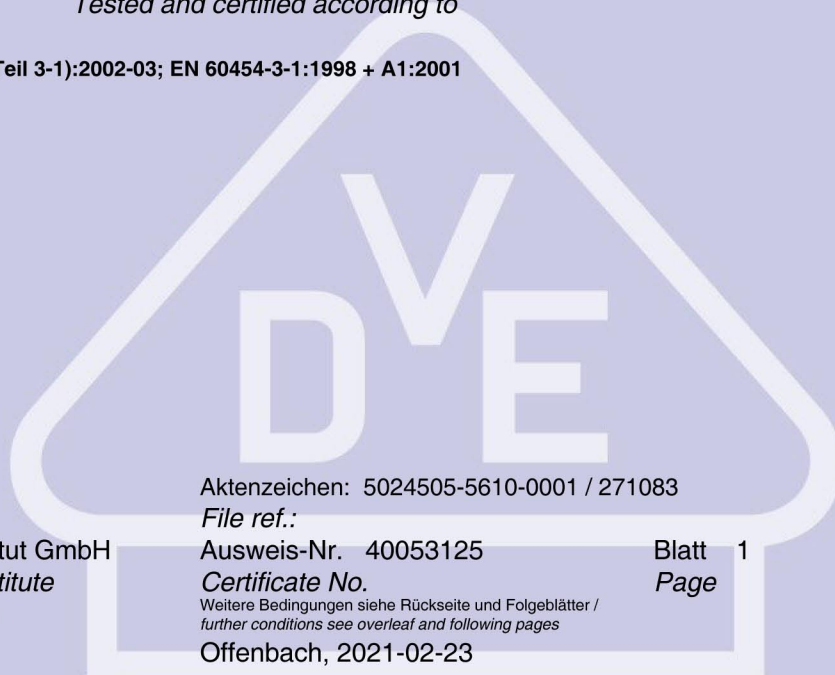 Tested and certified according to
Teil 3-1):2002-03; EN 60454-3-1:1998 + A1:2001
VDE
Aktenzeichen: 5024505-5610-0001 / 271083
File ref.:
tut GmbH Ausweis-Nr. 40053125 Blatt 1
titute Certificate No. Page
Weitere Bedingungen siehe Rückseite und Folgeblätter /
further conditions see overleaf and following pages
Offenbach, 2021-02-23